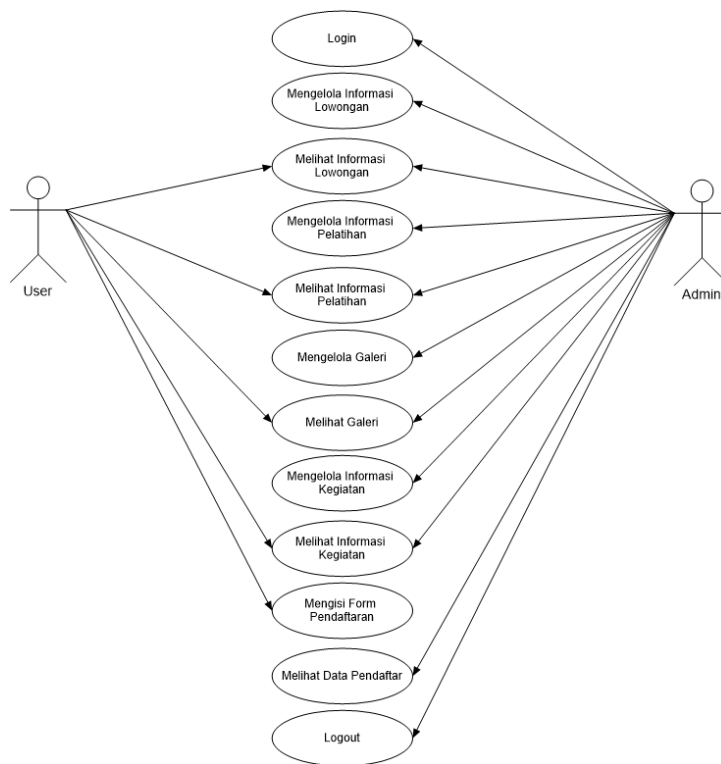 Login
Mengelola Informasi
Lowongan
Melihat Informasi
Lowongan
Mengelola Informasi
Pelatihan
User
Admin
Melihat Informasi
Pelatihan
Mengelola Galeri
Melihat Galeri
Mengelola Informasi
Kegiatan
Melihat Informasi
Kegiatan
Mengisi Form
Pendaftaran
Melihat Data Pendaftar
Logout